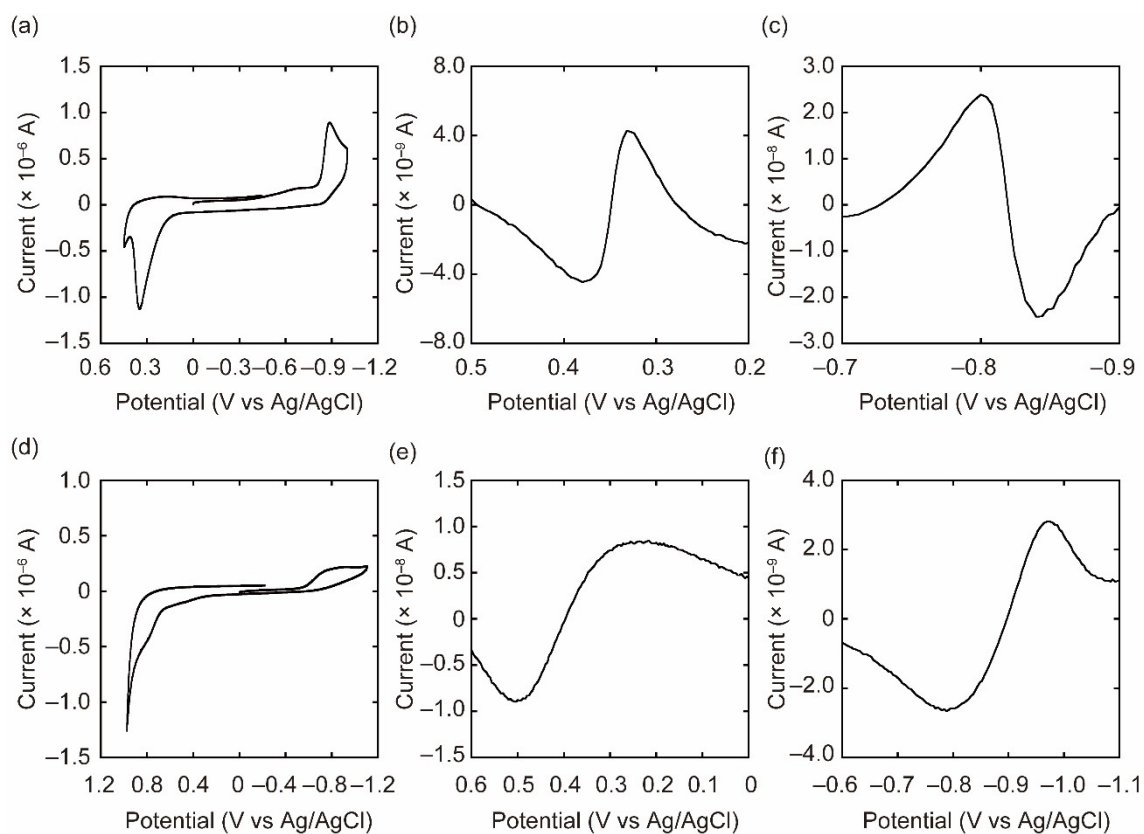 (a)
Current (× 10⁻⁶ A)
1.5
1.0
0.5
0
–0.5
–1.0
–1.5
0.6 0.3 0 –0.3 –0.6 –0.9 –1.2
Potential (V vs Ag/AgCl)
(b)
Current (× 10⁻⁹ A)
8.0
4.0
0
–4.0
–8.0
0.5 0.4 0.3 0.2
Potential (V vs Ag/AgCl)
(c)
Current (× 10⁻⁸ A)
3.0
2.0
1.0
0
–1.0
–2.0
–3.0
–0.7 –0.8 –0.9
Potential (V vs Ag/AgCl)
(d)
Current (× 10⁻⁶ A)
1.0
0.5
0
–0.5
–1.0
–1.5
1.2 0.8 0.4 0 –0.4 –0.8 –1.2
Potential (V vs Ag/AgCl)
(e)
Current (× 10⁻⁸ A)
1.5
1.0
0.5
0
–0.5
–1.0
–1.5
0.6 0.5 0.4 0.3 0.2 0.1 0
Potential (V vs Ag/AgCl)
(f)
Current (× 10⁻⁹ A)
4.0
2.0
0
–2.0
4.0
–0.6 –0.7 –0.8 –0.9 –1.0 –1.1
Potential (V vs Ag/AgCl)